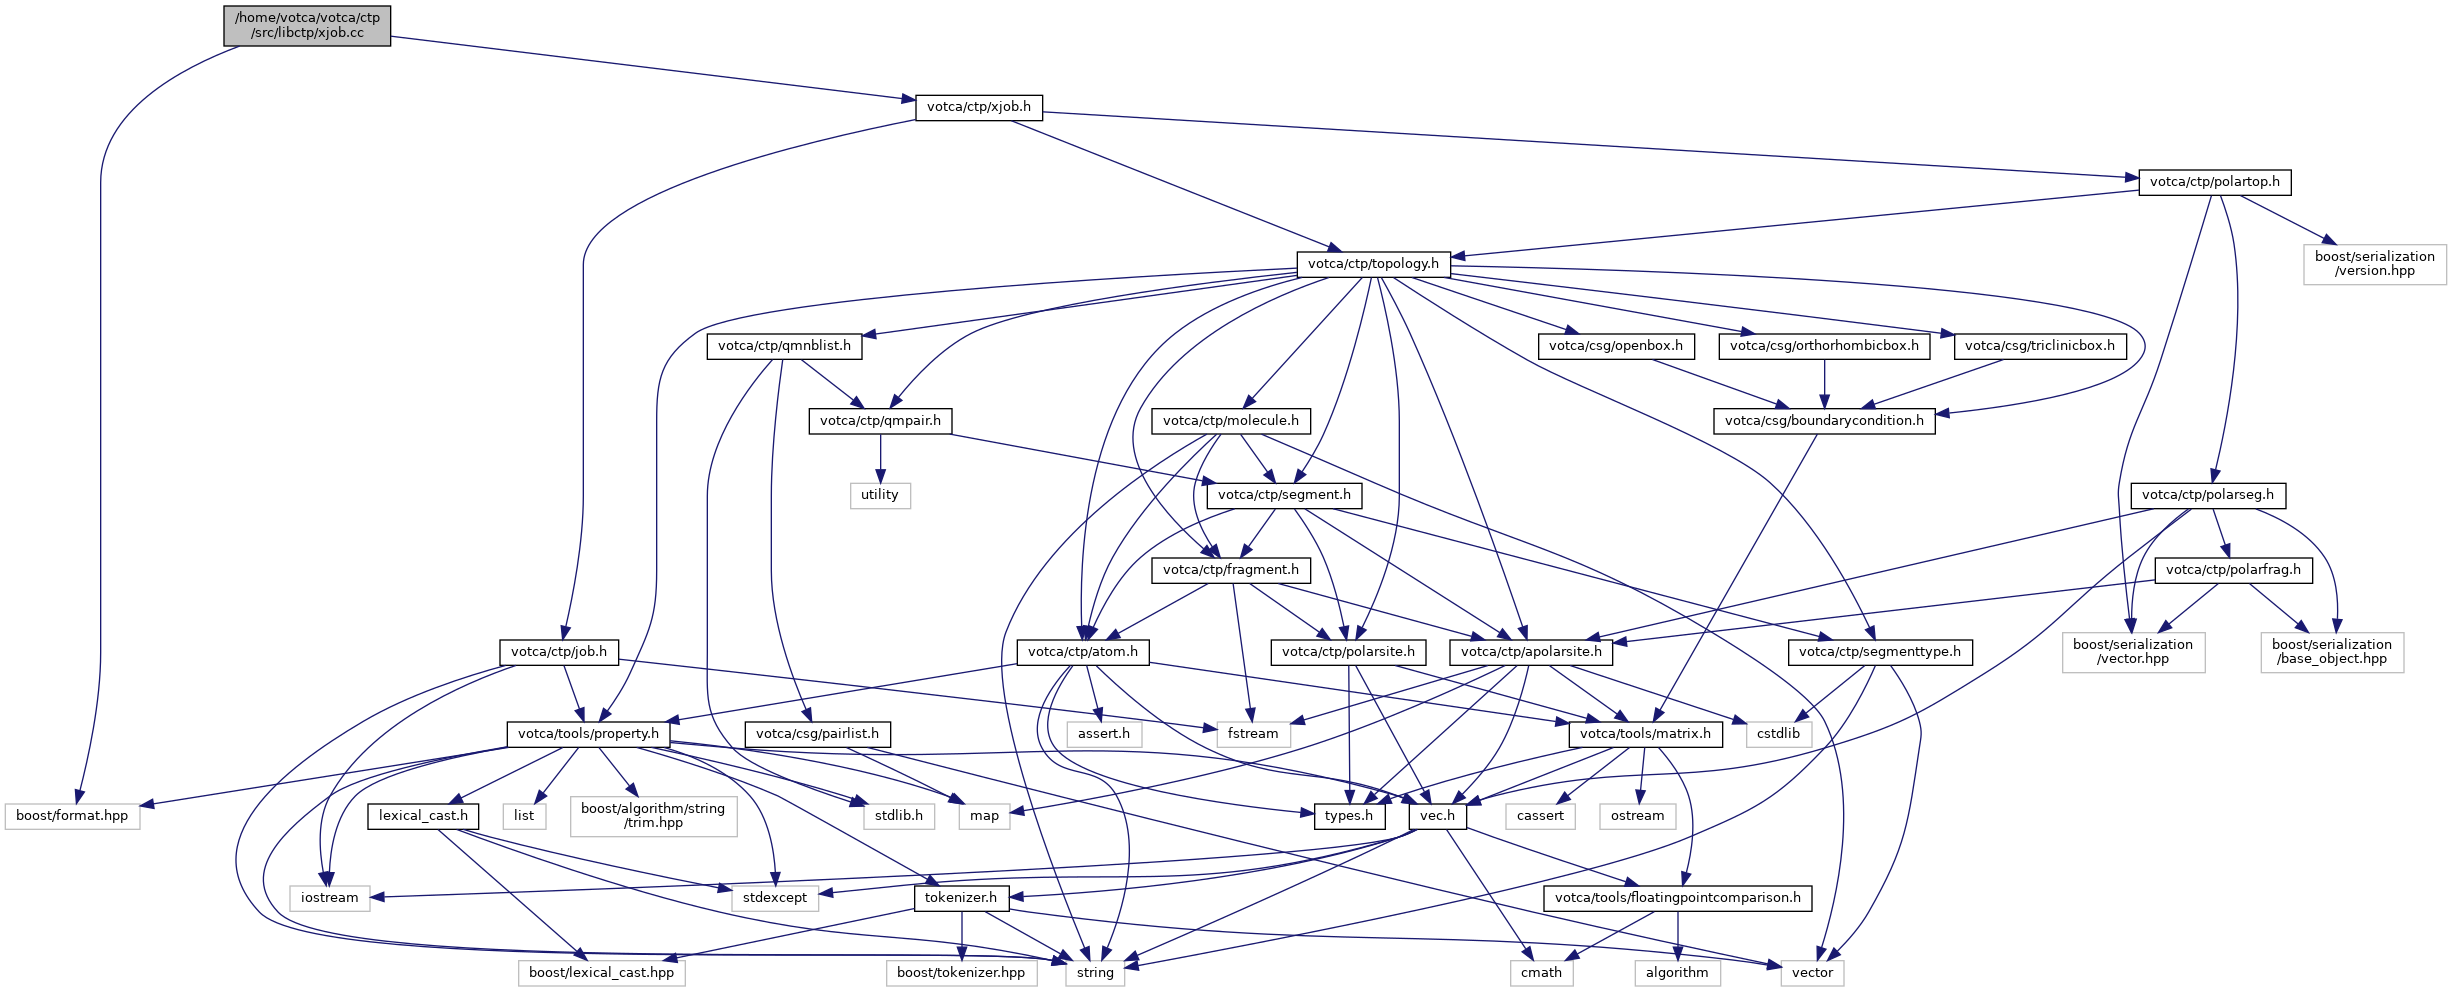 /home/votca/votca/ctp
/src/libctp/xjob.cc
votca/ctp/xjob.h
votca/ctp/polartop.h
votca/ctp/topology.h
boost/serialization
/version.hpp
votca/ctp/qmnblist.h
votca/csg/openbox.h
votca/csg/orthorhombicbox.h
votca/csg/triclinicbox.h
votca/ctp/qmpair.h
votca/ctp/molecule.h
votca/csg/boundarycondition.h
utility
votca/ctp/segment.h
votca/ctp/polarseg.h
votca/ctp/fragment.h
votca/ctp/polarfrag.h
votca/ctp/job.h
votca/ctp/atom.h
votca/ctp/polarsite.h
votca/ctp/apolarsite.h
votca/ctp/segmenttype.h
boost/serialization
/vector.hpp
boost/serialization
/base_object.hpp
votca/tools/property.h
votca/csg/pairlist.h
assert.h
fstream
votca/tools/matrix.h
cstdlib
boost/format.hpp
lexical_cast.h
list
boost/algorithm/string
/trim.hpp
stdlib.h
map
types.h
vec.h
cassert
ostream
iostream
stdexcept
tokenizer.h
votca/tools/floatingpointcomparison.h
boost/lexical_cast.hpp
boost/tokenizer.hpp
string
cmath
algorithm
vector